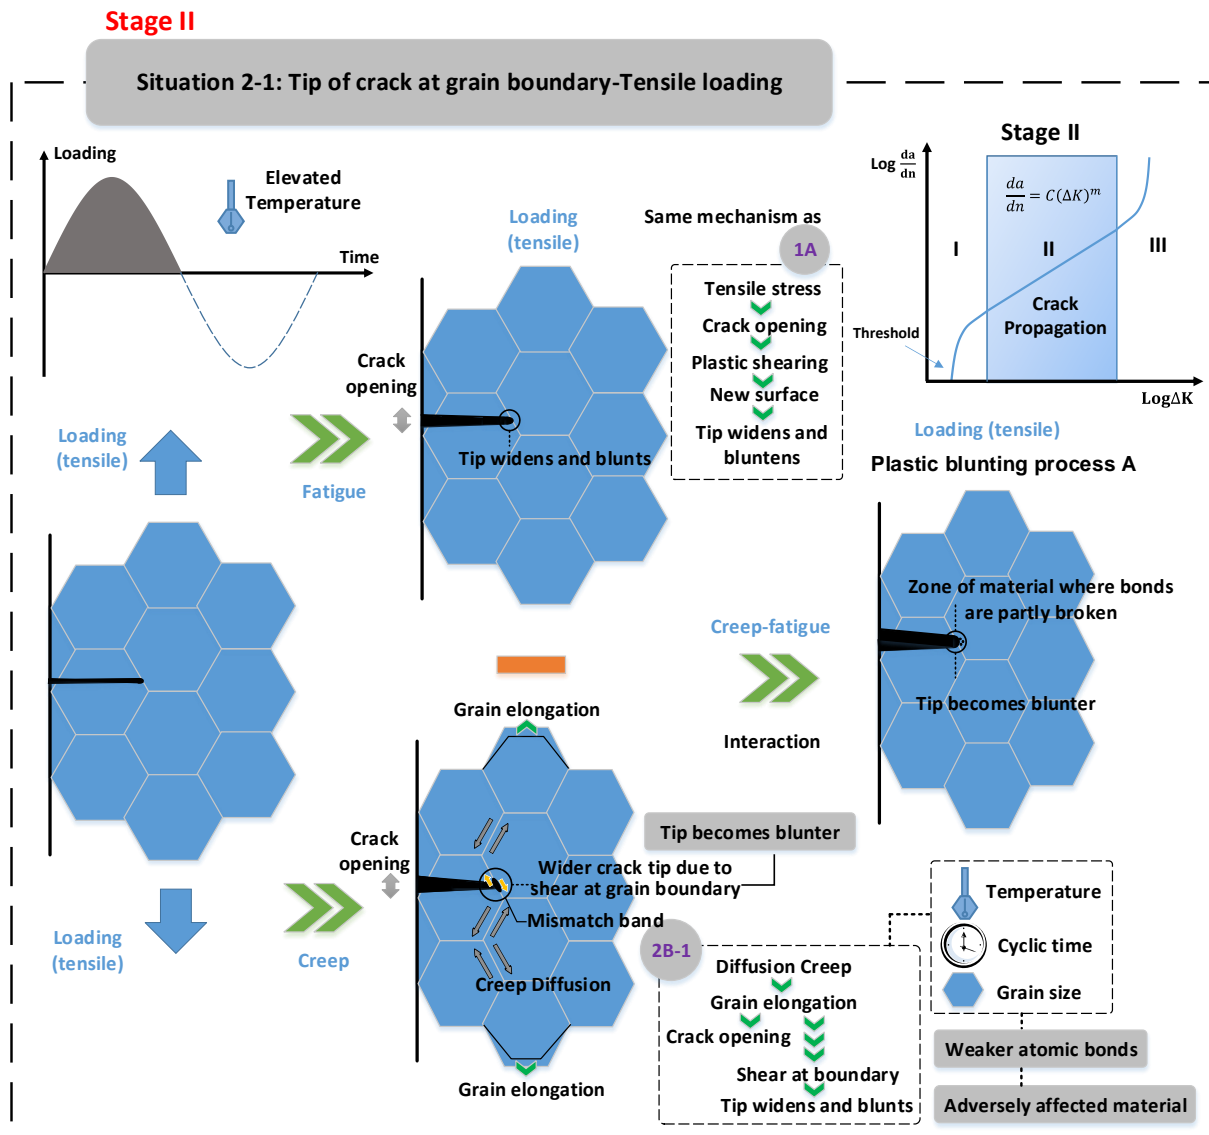 Stage II
Situation 2-1: Tip of crack at grain boundary-Tensile loading
Loading
Elevated
Temperature
Time
Loading
(tensile)
Same mechanism as
1A
Tensile stress
Crack opening
Plastic shearing
New surface
Tip widens and
bluntens
Stage II
Log da/dn
da/dn = C(ΔK)^m
I
II
III
Crack
Propagation
Threshold
LogΔK
Crack
opening
Tip widens and blunts
Loading
(tensile)
Fatigue
Loading (tensile)
Plastic blunting process A
Zone of material where bonds
are partly broken
Tip becomes blunter
Creep-fatigue
Interaction
Grain elongation
Crack
opening
Tip becomes blunter
Wider crack tip due to
shear at grain boundary
Mismatch band
Creep Diffusion
Grain elongation
Loading
(tensile)
Creep
2B-1
Diffusion Creep
Grain elongation
Crack opening
Shear at boundary
Tip widens and blunts
Temperature
Cyclic time
Grain size
Weaker atomic bonds
Adversely affected material